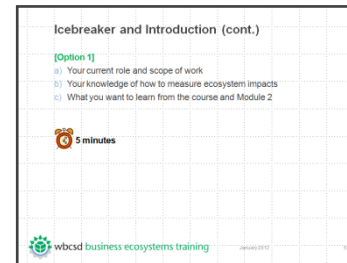 Icebreaker and Introduction (cont.)
[Option 1]
a) Your current role and scope of work
b) Your knowledge of how to measure ecosystem impacts
c) What you want to learn from the course and Module 2
5 minutes
wbcsd business ecosystems training
January 2012